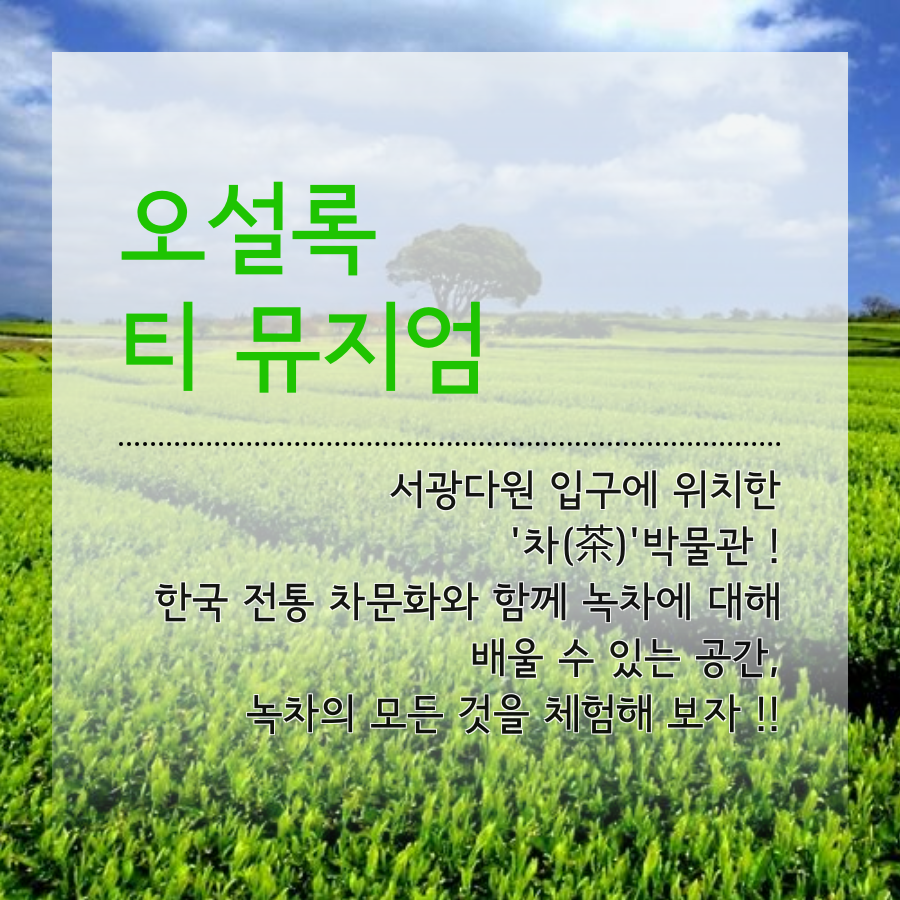 오설록
티 뮤지엄
서광다원 입구에 위치한
'차(茶)'박물관 !
한국 전통 차문화와 함께 녹차에 대해
배울 수 있는 공간,
녹차의 모든 것을 체험해 보자 !!